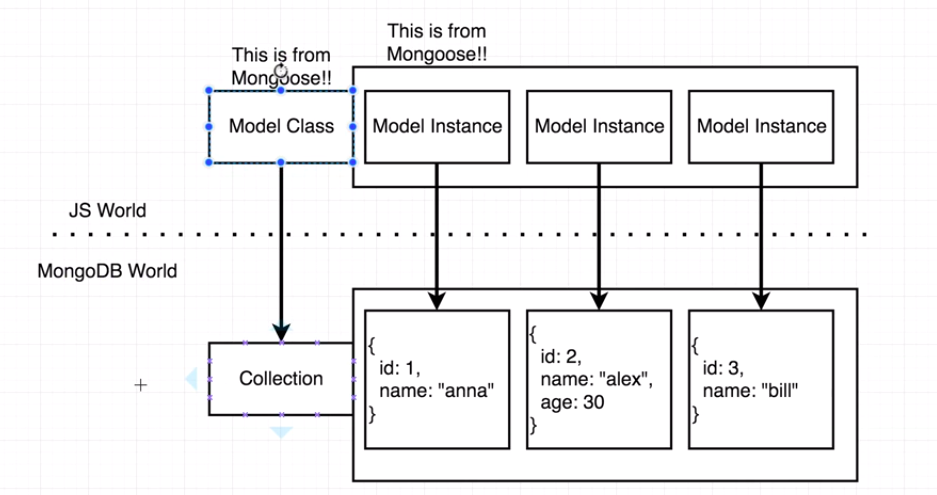 This is from
Mongoose!!
This is from
Mongoose!!
Model Class
Model Instance
Model Instance
Model Instance
JS World
MongoDB World
Collection
{
id: 1,
name: "anna"
}
{
id: 2,
name: "alex",
age: 30
}
{
id: 3,
name: "bill"
}